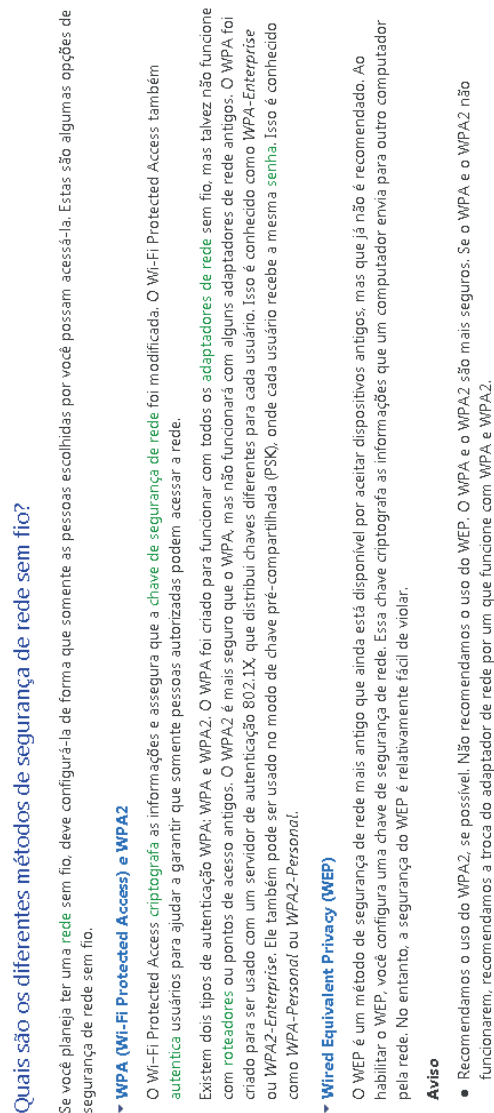 Quais são os diferentes métodos de segurança de rede sem fio?
Se você planeja ter uma rede sem fio, deve configurá-la de forma que somente as pessoas escolhidas por você possam acessá-la. Estas são algumas opções de
segurança de rede sem fio.
WPA (Wi-Fi Protected Access) e WPA2
O Wi-Fi Protected Access criptografa as informações e assegura que a chave de segurança de rede foi modificada. O Wi-Fi Protected Access também
autentica usuários para ajudar a garantir que somente pessoas autorizadas podem acessar a rede.
Existem dois tipos de autenticação WPA: WPA e WPA2. O WPA foi criado para funcionar com todos os adaptadores de rede sem fio, mas talvez não funcione
com roteadores ou pontos de acesso antigos. O WPA2 é mais seguro que o WPA, mas não funcionará com alguns adaptadores de rede antigos. O WPA foi
criado para ser usado com um servidor de autenticação 802.1X, que distribui chaves diferentes para cada usuário. Isso é conhecido como WPA-Enterprise
ou WPA2-Enterprise. Ele também pode ser usado no modo de chave pré-compartilhada (PSK), onde cada usuário recebe a mesma senha. Isso é conhecido
como WPA-Personal ou WPA2-Personal.
Wired Equivalent Privacy (WEP)
O WEP é um método de segurança de rede mais antigo que ainda está disponível por aceitar dispositivos antigos, mas que já não é recomendado. Ao
habilitar o WEP, você configura uma chave de segurança de rede. Essa chave criptografa as informações que um computador envia para outro computador
pela rede. No entanto, a segurança do WEP é relativamente fácil de violar.
Aviso
• Recomendamos o uso do WPA2, se possível. Não recomendamos o uso do WEP. O WPA e o WPA2 são mais seguros. Se o WPA e o WPA2 não
funcionarem, recomendamos a troca do adaptador de rede por um que funcione com WPA e WPA2.